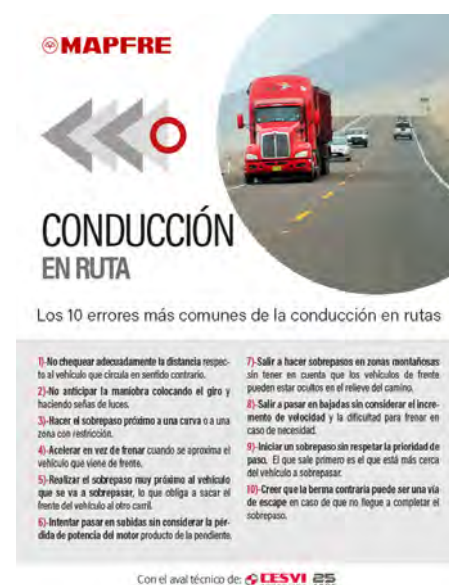 MAPFRE
CONDUCCIÓN
EN RUTA
Los 10 errores más comunes de la conducción en rutas
1)-No chequear adecuadamente la distancia respec-
to al vehículo que circula en sentido contrario.
2)-No anticipar la maniobra colocando el giro y
haciendo señas de luces.
3)-Hacer el sobrepaso próximo a una curva o a una
zona con restricción.
4)-Acelerar en vez de frenar cuando se aproxima el
vehículo que viene de frente.
5)-Realizar el sobrepaso muy próximo al vehículo
que se va a sobrepasar, lo que obliga a sacar el
frente del vehículo al otro carril.
6)-Intentar pasar en subidas sin considerar la pér-
dida de potencia del motor producto de la pendiente.
7)-Salir a hacer sobrepasos en zonas montañosas
sin tener en cuenta que los vehículos de frente
pueden estar ocultos en el relieve del camino.
8)-Salir a pasar en bajadas sin considerar el incre-
mento de velocidad y la dificultad para frenar en
caso de necesidad.
9)-Iniciar un sobrepaso sin respetar la prioridad de
paso. El que sale primero es el que está más cerca
del vehículo a sobrepasar.
10)-Creer que la berma contraria puede ser una vía
de escape en caso de que no llegue a completar el
sobrepaso.
Con el aval técnico de: CESVI 25